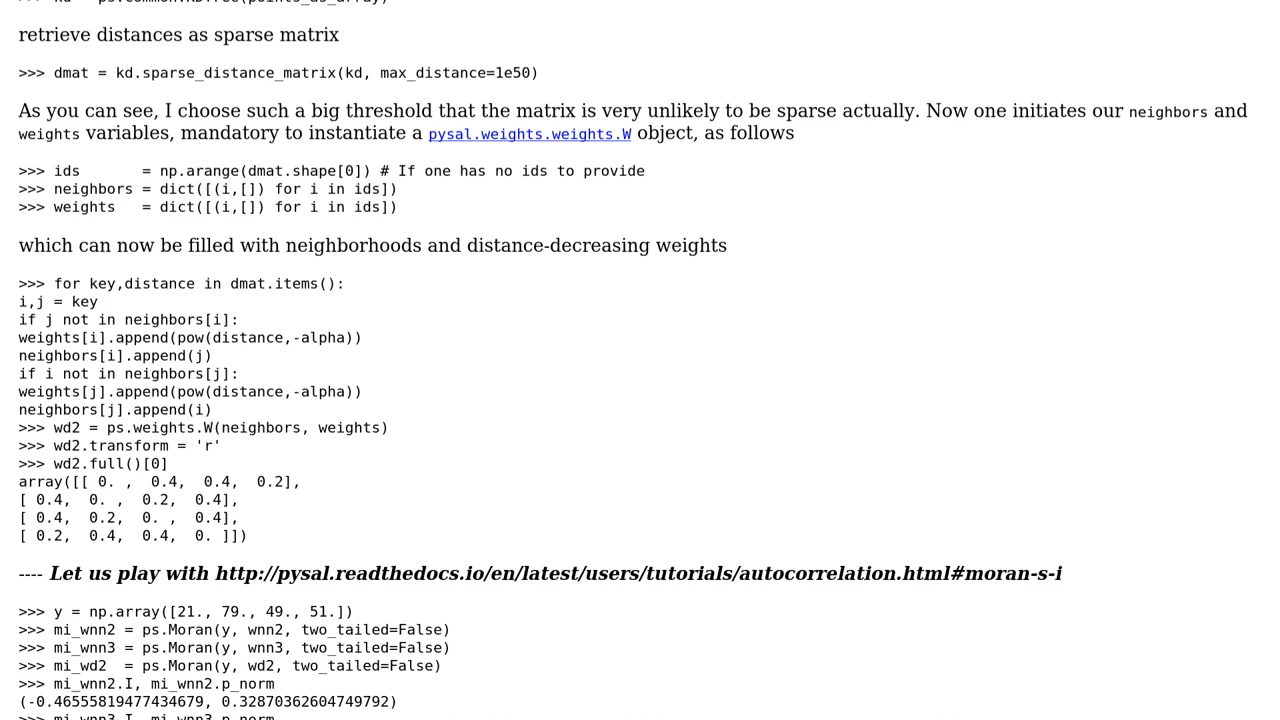 retrieve distances as sparse matrix
>>> dmat = kd.sparse_distance_matrix(kd, max_distance=1e50)
As you can see, I choose such a big threshold that the matrix is very unlikely to be sparse actually. Now one initiates our neighbors and
weights variables, mandatory to instantiate a pysal.weights.weights.W object, as follows
>>> ids       = np.arange(dmat.shape[0]) # If one has no ids to provide
>>> neighbors = dict([(i,[]) for i in ids])
>>> weights   = dict([(i,[]) for i in ids])
which can now be filled with neighborhoods and distance-decreasing weights
>>> for key,distance in dmat.items():
i,j = key
if j not in neighbors[i]:
weights[i].append(pow(distance,-alpha))
neighbors[i].append(j)
if i not in neighbors[j]:
weights[j].append(pow(distance,-alpha))
neighbors[j].append(i)
>>> wd2 = ps.weights.W(neighbors, weights)
>>> wd2.transform = 'r'
>>> wd2.full()[0]
array([[ 0. ,  0.4,  0.4,  0.2],
[ 0.4,  0. ,  0.2,  0.4],
[ 0.4,  0.2,  0. ,  0.4],
[ 0.2,  0.4,  0.4,  0. ]])
---- Let us play with http://pysal.readthedocs.io/en/latest/users/tutorials/autocorrelation.html#moran-s-i
>>> y = np.array([21., 79., 49., 51.])
>>> mi_wnn2 = ps.Moran(y, wnn2, two_tailed=False)
>>> mi_wnn3 = ps.Moran(y, wnn3, two_tailed=False)
>>> mi_wd2  = ps.Moran(y, wd2, two_tailed=False)
>>> mi_wnn2.I, mi_wnn2.p_norm
(-0.46555819477434679, 0.32870362604749792)
>>> mi_wnn3.I, mi_wnn3.p_norm